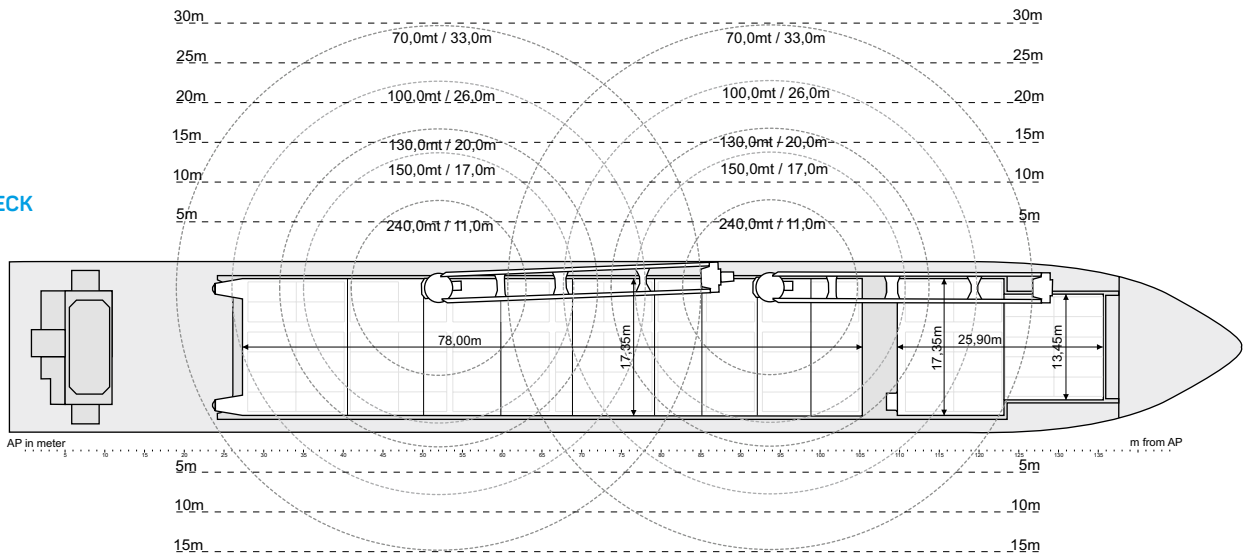 30m 30m
70,0mt / 33,0m 70,0mt / 33,0m
25m 25m
100,0mt / 26,0m 100,0mt / 26,0m
20m 20m
130,0mt / 20,0m 130,0mt / 20,0m
15m 15m
150,0mt / 17,0m 150,0mt / 17,0m
10m 10m
ECK
5m 5m
240,0mt / 11,0m 240,0mt / 11,0m
78,00m 17,35m 17,35m 25,90m 13,45m
AP in meter m from AP
5 10 15 20 25 30 35 40 45 50 55 60 65 70 75 80 85 90 95 100 105 110 115 120 125 130 135
5m 5m
10m 10m
15m 15m